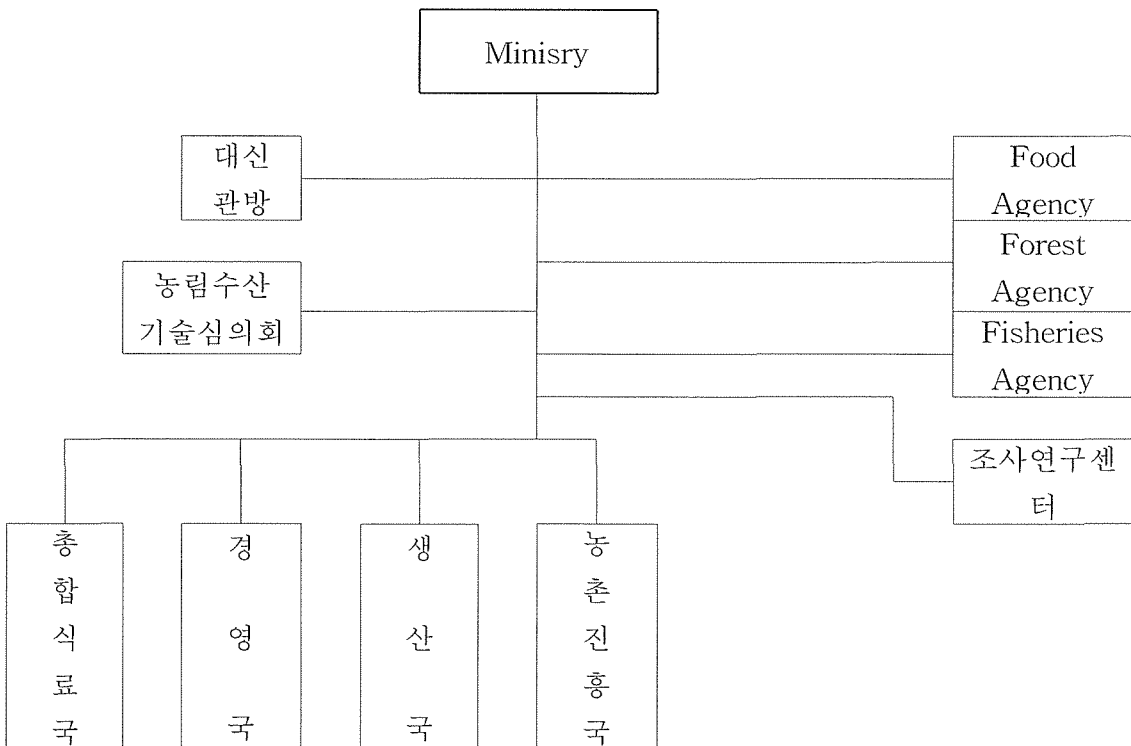 Minisry
대신
관방
Food
Agency
농림수산
기술심의회
Forest
Agency
Fisheries
Agency
조사연구센
터
총합식료국
경영국
생산국
농촌진흥국